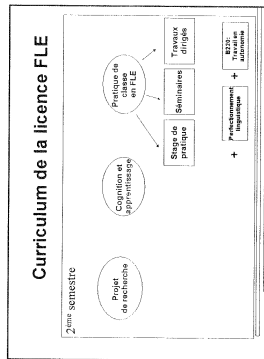 Curriculum de la licence FLE
2ème semestre
Projet
de recherche
Cognition et
apprentissage
Pratique de
classe
en FLE
Stage de
pratique
Séminaires
Travaux
dirigés
+
Perfectionnement
linguistique
+
B220:
Travail en
autonomie